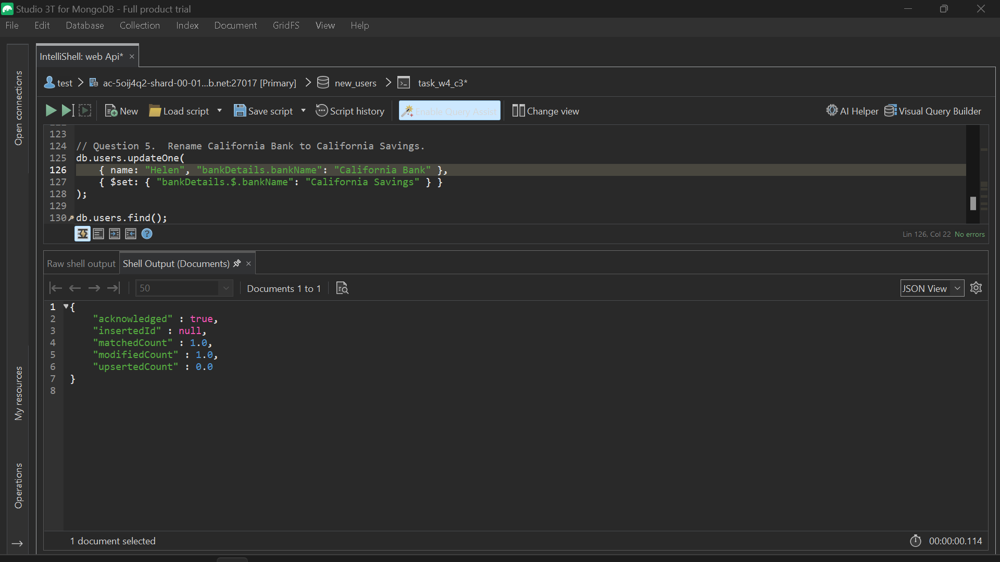 Studio 3T for MongoDB - Full product trial
File Edit Database Collection Index Document GridFS View Help
IntelliShell: web Api*
test ac-5oij4q2-shard-00-01...b.net:27017 [Primary] new_users task_w4_c3*
New Load script Save script Script history Enable Query Assist Change view AI Helper Visual Query Builder
123
124 // Question 5.  Rename California Bank to California Savings.
125 db.users.updateOne(
126 { name: "Helen", "bankDetails.bankName": "California Bank" },
127 { $set: { "bankDetails.$.bankName": "California Savings" } }
128 );
129
130 db.users.find();
Lin 126, Col 22 No errors
Raw shell output Shell Output (Documents)
50 Documents 1 to 1 JSON View
1 {
2 "acknowledged" : true,
3 "insertedId" : null,
4 "matchedCount" : 1.0,
5 "modifiedCount" : 1.0,
6 "upsertedCount" : 0.0
7 }
8
1 document selected 00:00:00.114
Open connections
My resources
Operations